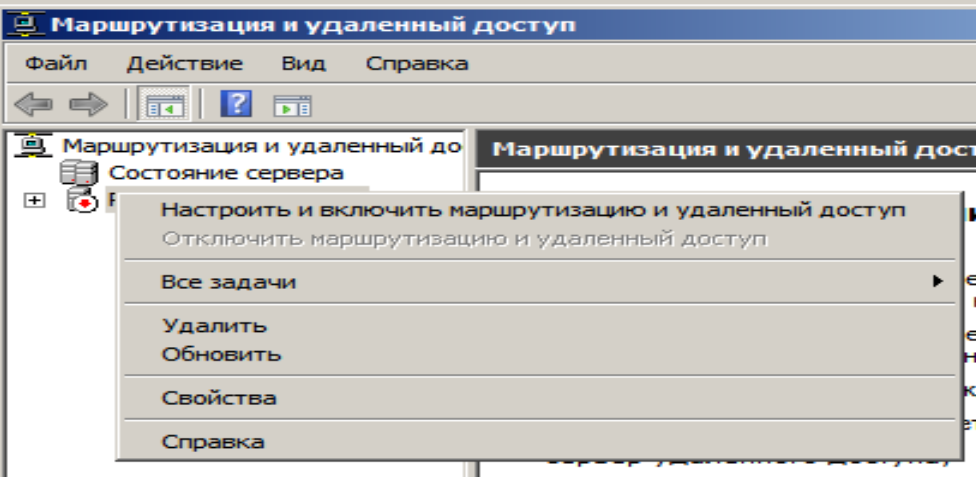 Маршрутизация и удаленный доступ
Файл Действие Вид Справка
Маршрутизация и удаленный до
Маршрутизация и удаленный дост
Состояние сервера
Настроить и включить маршрутизацию и удаленный доступ
Отключить маршрутизацию и удаленный доступ
Все задачи
Удалить
Обновить
Свойства
Справка